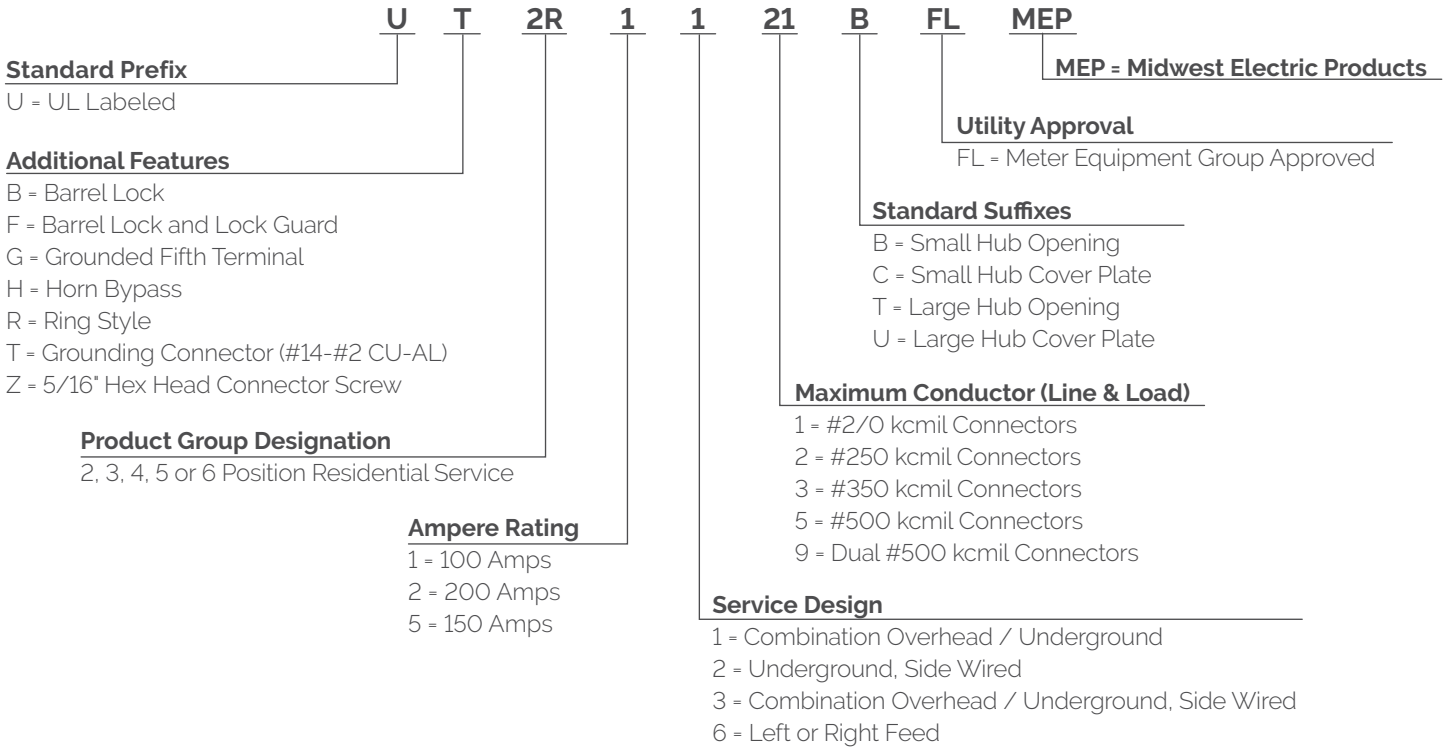 U T 2R 1 1 21 B FL MEP
Standard Prefix
U = UL Labeled
Additional Features
B = Barrel Lock
F = Barrel Lock and Lock Guard
G = Grounded Fifth Terminal
H = Horn Bypass
R = Ring Style
T = Grounding Connector (#14-#2 CU-AL)
Z = 5/16" Hex Head Connector Screw
Product Group Designation
2, 3, 4, 5 or 6 Position Residential Service
Ampere Rating
1 = 100 Amps
2 = 200 Amps
5 = 150 Amps
MEP = Midwest Electric Products
Utility Approval
FL = Meter Equipment Group Approved
Standard Suffixes
B = Small Hub Opening
C = Small Hub Cover Plate
T = Large Hub Opening
U = Large Hub Cover Plate
Maximum Conductor (Line & Load)
1 = #2/0 kcmil Connectors
2 = #250 kcmil Connectors
3 = #350 kcmil Connectors
5 = #500 kcmil Connectors
9 = Dual #500 kcmil Connectors
Service Design
1 = Combination Overhead / Underground
2 = Underground, Side Wired
3 = Combination Overhead / Underground, Side Wired
6 = Left or Right Feed